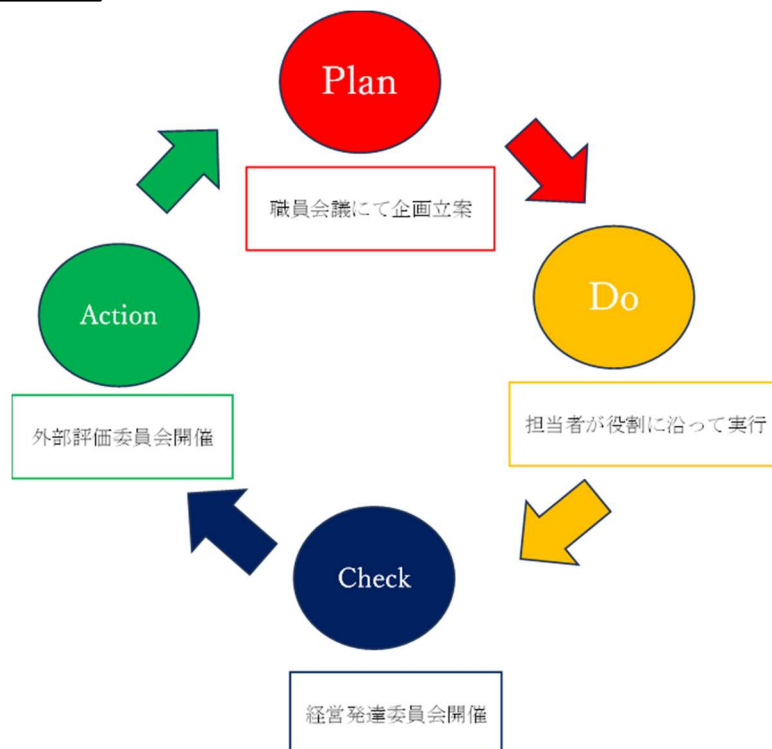 Plan
職員会議にて企画立案
Do
担当者が役割に沿って実行
Check
経営発達委員会開催
Action
外部評価委員会開催